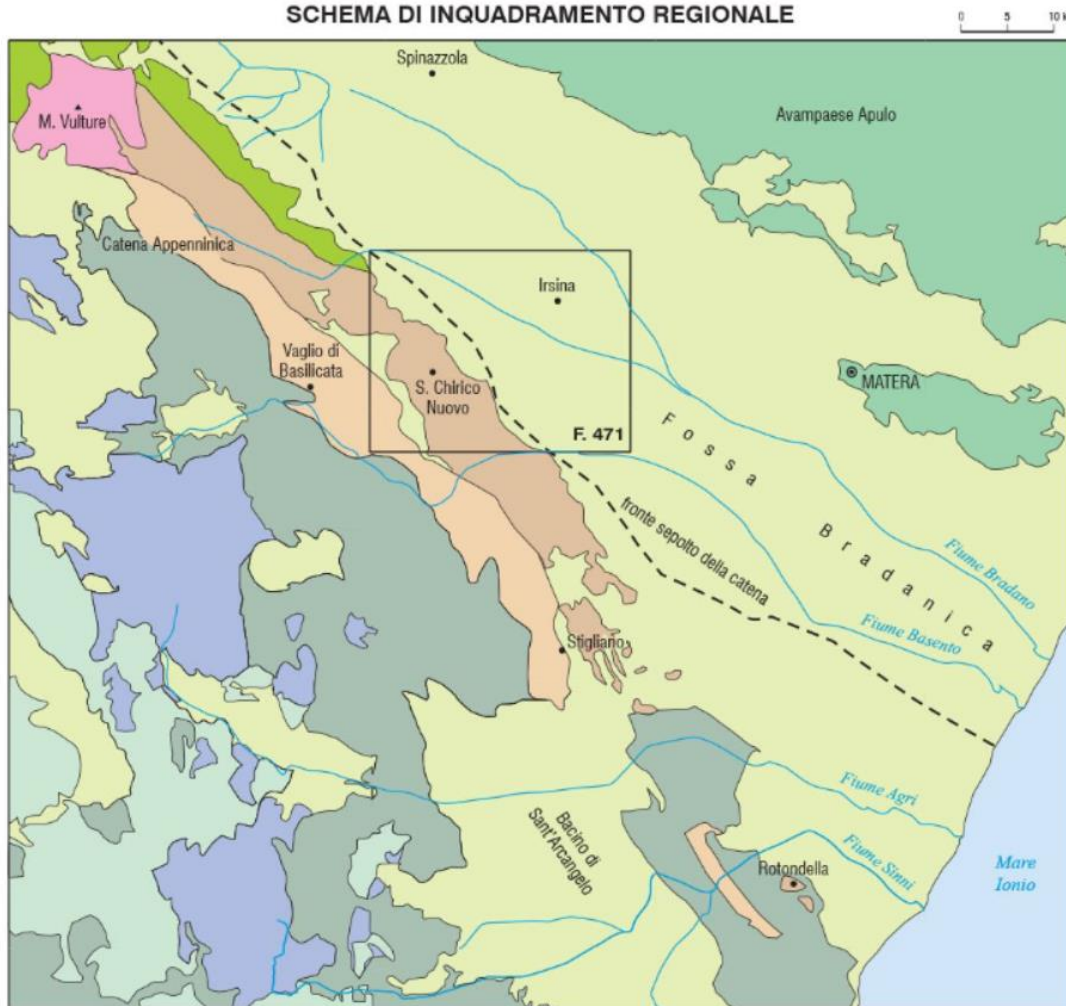 SCHEMA DI INQUADRAMENTO REGIONALE
0 5 10
Spinazzola
M. Vulture
Avampaese Apulo
Catena Appenninica
Irsina
Vaglio di
Basilicata
S. Chirico
Nuovo
MATERA
F. 471
Fossa
Bradanica
fronte sepolto della catena
Fiume Bradano
Fiume Basento
Stigliano
Fiume Agri
Bacino di
Sant'Arcangelo
Fiume Sinni
Rotondella
Mare
Ionio